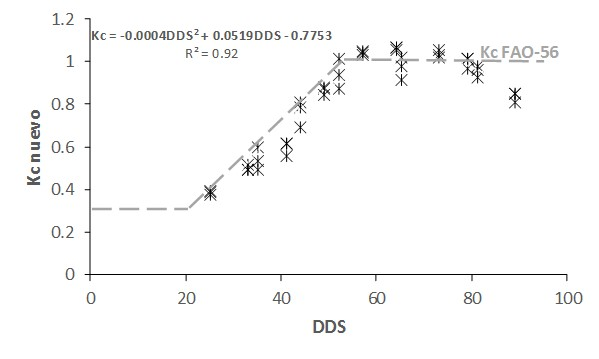 1.2
Kc = -0.0004DDS² + 0.0519DDS - 0.7753
R² = 0.92
Kc FAO-56
1
0.8
0.6
0.4
0.2
0
Kc nuevo
0 20 40 60 80 100
DDS